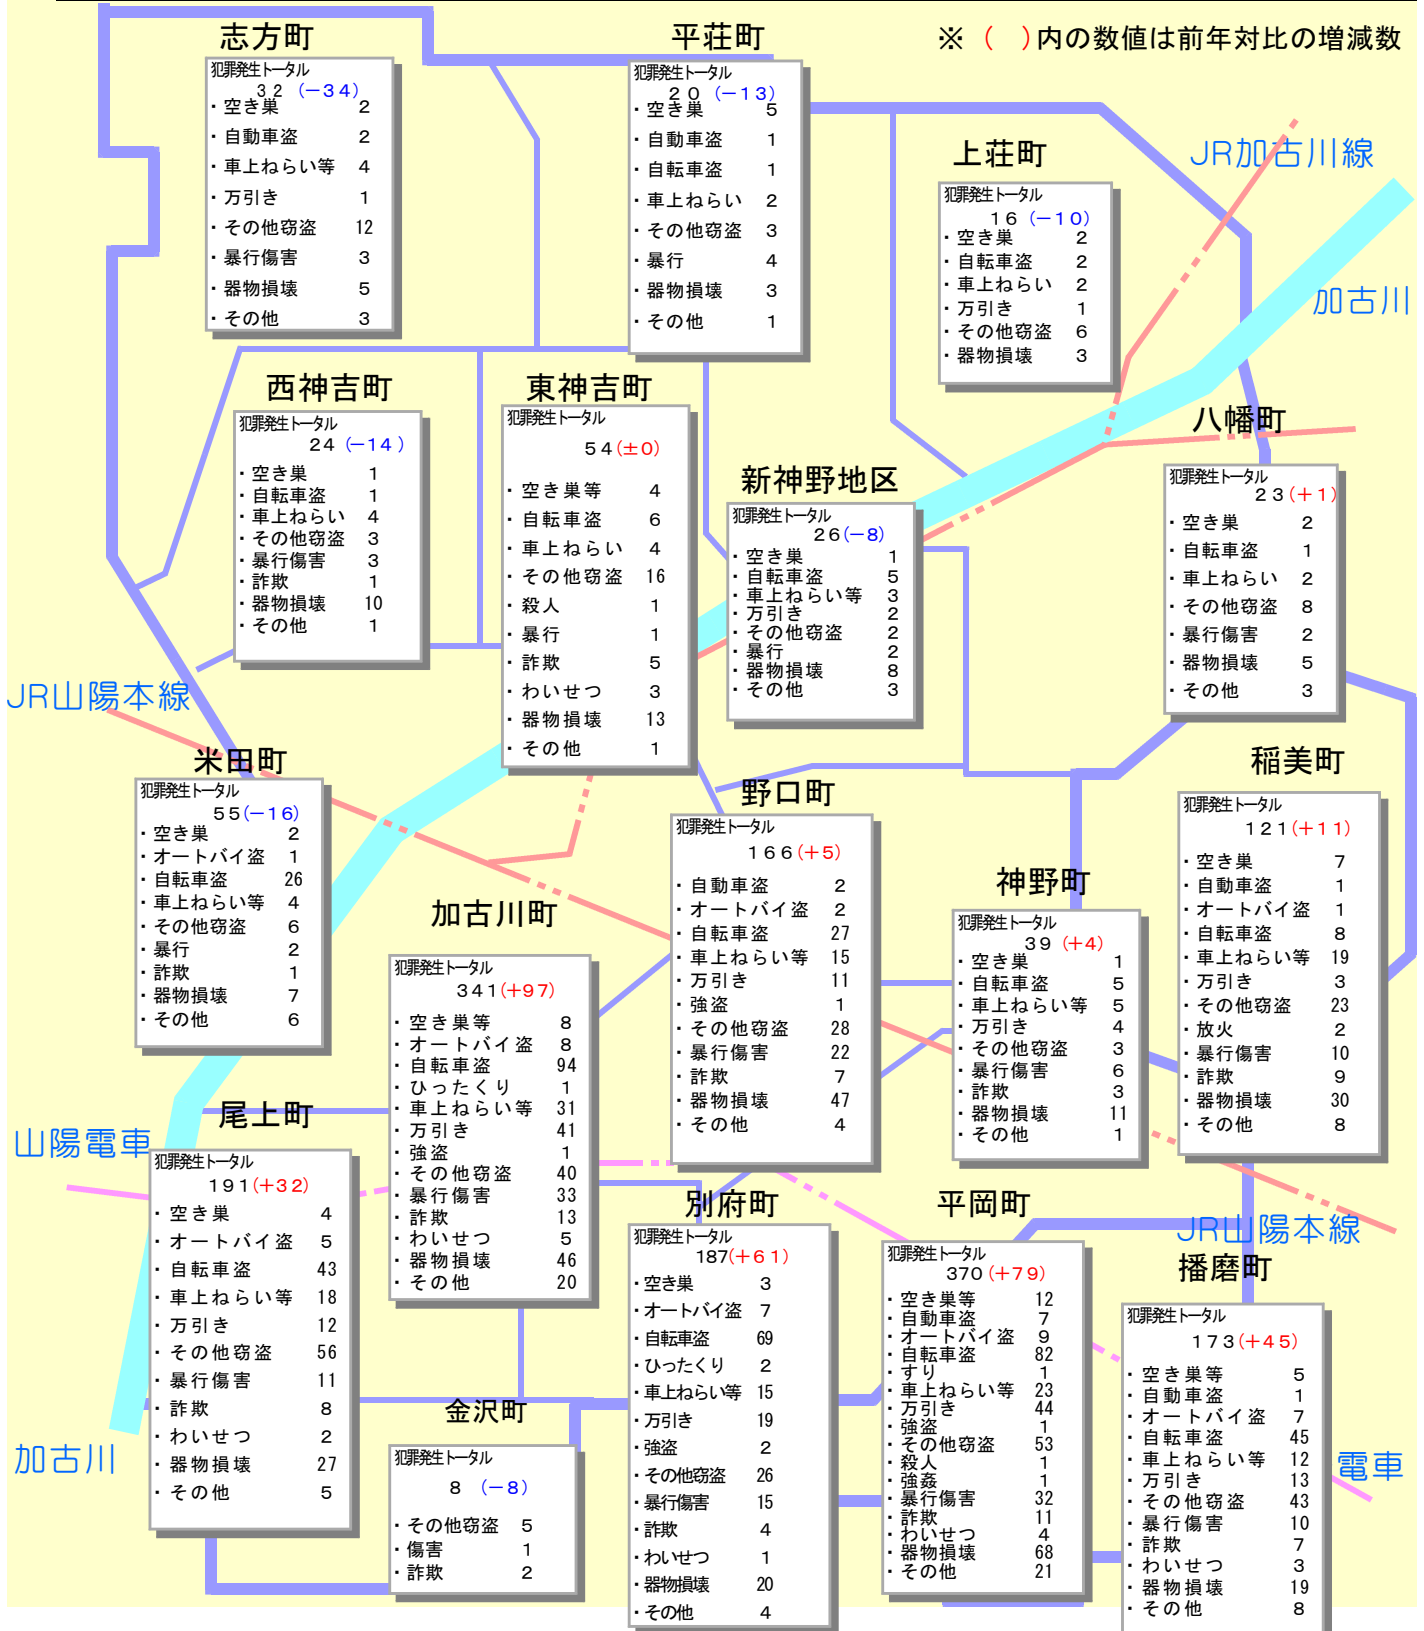 ※（　）内の数値は前年対比の増減数
志方町
犯罪発生トータル
32（−34）
・空き巣 2
・自動車盗 2
・車上ねらい等 4
・万引き 1
・その他窃盗 12
・暴行傷害 3
・器物損壊 5
・その他 3
平荘町
犯罪発生トータル
20（−13）
・空き巣 5
・自動車盗 1
・自転車盗 1
・車上ねらい 2
・その他窃盗 3
・暴行 4
・器物損壊 3
・その他 1
上荘町
犯罪発生トータル
16（−10）
・空き巣 2
・自転車盗 2
・車上ねらい 2
・万引き 1
・その他窃盗 6
・器物損壊 3
JR加古川線
加古川
西神吉町
犯罪発生トータル
24（−14）
・空き巣 1
・自転車盗 1
・車上ねらい 4
・その他窃盗 3
・暴行傷害 3
・詐欺 1
・器物損壊 10
・その他 1
東神吉町
犯罪発生トータル
54（±0）
・空き巣等 4
・自転車盗 6
・車上ねらい 4
・その他窃盗 16
・殺人 1
・暴行 1
・詐欺 5
・わいせつ 3
・器物損壊 13
・その他 1
新神野地区
犯罪発生トータル
26（−8）
・空き巣 1
・自転車盗 5
・車上ねらい等 3
・万引き 2
・その他窃盗 2
・暴行 2
・器物損壊 8
・その他 3
八幡町
犯罪発生トータル
23（+1）
・空き巣 2
・自転車盗 1
・車上ねらい 2
・その他窃盗 8
・暴行傷害 2
・器物損壊 5
・その他 3
JR山陽本線
米田町
犯罪発生トータル
55（−16）
・空き巣 2
・オートバイ盗 1
・自転車盗 26
・車上ねらい等 4
・その他窃盗 6
・暴行 2
・詐欺 1
・器物損壊 7
・その他 6
加古川町
犯罪発生トータル
341（+97）
・空き巣等 8
・オートバイ盗 8
・自転車盗 94
・ひったくり 1
・車上ねらい等 31
・万引き 41
・強盗 1
・その他窃盗 40
・暴行傷害 33
・詐欺 13
・わいせつ 5
・器物損壊 46
・その他 20
野口町
犯罪発生トータル
166（+5）
・自動車盗 2
・オートバイ盗 2
・自転車盗 27
・車上ねらい等 15
・万引き 11
・強盗 1
・その他窃盗 28
・暴行傷害 22
・詐欺 7
・器物損壊 47
・その他 4
神野町
犯罪発生トータル
39（+4）
・空き巣 1
・自転車盗 5
・車上ねらい等 5
・万引き 4
・その他窃盗 3
・暴行傷害 6
・詐欺 3
・器物損壊 11
・その他 1
稲美町
犯罪発生トータル
121（+11）
・空き巣 7
・自動車盗 1
・オートバイ盗 1
・自転車盗 8
・車上ねらい等 19
・万引き 3
・その他窃盗 23
・放火 2
・暴行傷害 10
・詐欺 9
・器物損壊 30
・その他 8
山陽電車
尾上町
犯罪発生トータル
191（+32）
・空き巣 4
・オートバイ盗 5
・自転車盗 43
・車上ねらい等 18
・万引き 12
・その他窃盗 56
・暴行傷害 11
・詐欺 8
・わいせつ 2
・器物損壊 27
・その他 5
加古川
金沢町
犯罪発生トータル
8（−8）
・その他窃盗 5
・傷害 1
・詐欺 2
別府町
犯罪発生トータル
187（+61）
・空き巣 3
・オートバイ盗 7
・自転車盗 69
・ひったくり 2
・車上ねらい等 15
・万引き 19
・強盗 2
・その他窃盗 26
・暴行傷害 15
・詐欺 4
・わいせつ 1
・器物損壊 20
・その他 4
平岡町
犯罪発生トータル
370（+79）
・空き巣等 12
・自動車盗 7
・オートバイ盗 9
・自転車盗 82
・すり 1
・車上ねらい等 23
・万引き 44
・強盗 1
・その他窃盗 53
・殺人 1
・強姦 1
・暴行傷害 32
・詐欺 11
・わいせつ 4
・器物損壊 68
・その他 21
JR山陽本線
播磨町
犯罪発生トータル
173（+45）
・空き巣等 5
・自動車盗 1
・オートバイ盗 7
・自転車盗 45
・車上ねらい等 12
・万引き 13
・その他窃盗 43
・暴行傷害 10
・詐欺 7
・わいせつ 3
・器物損壊 19
・その他 8
電車